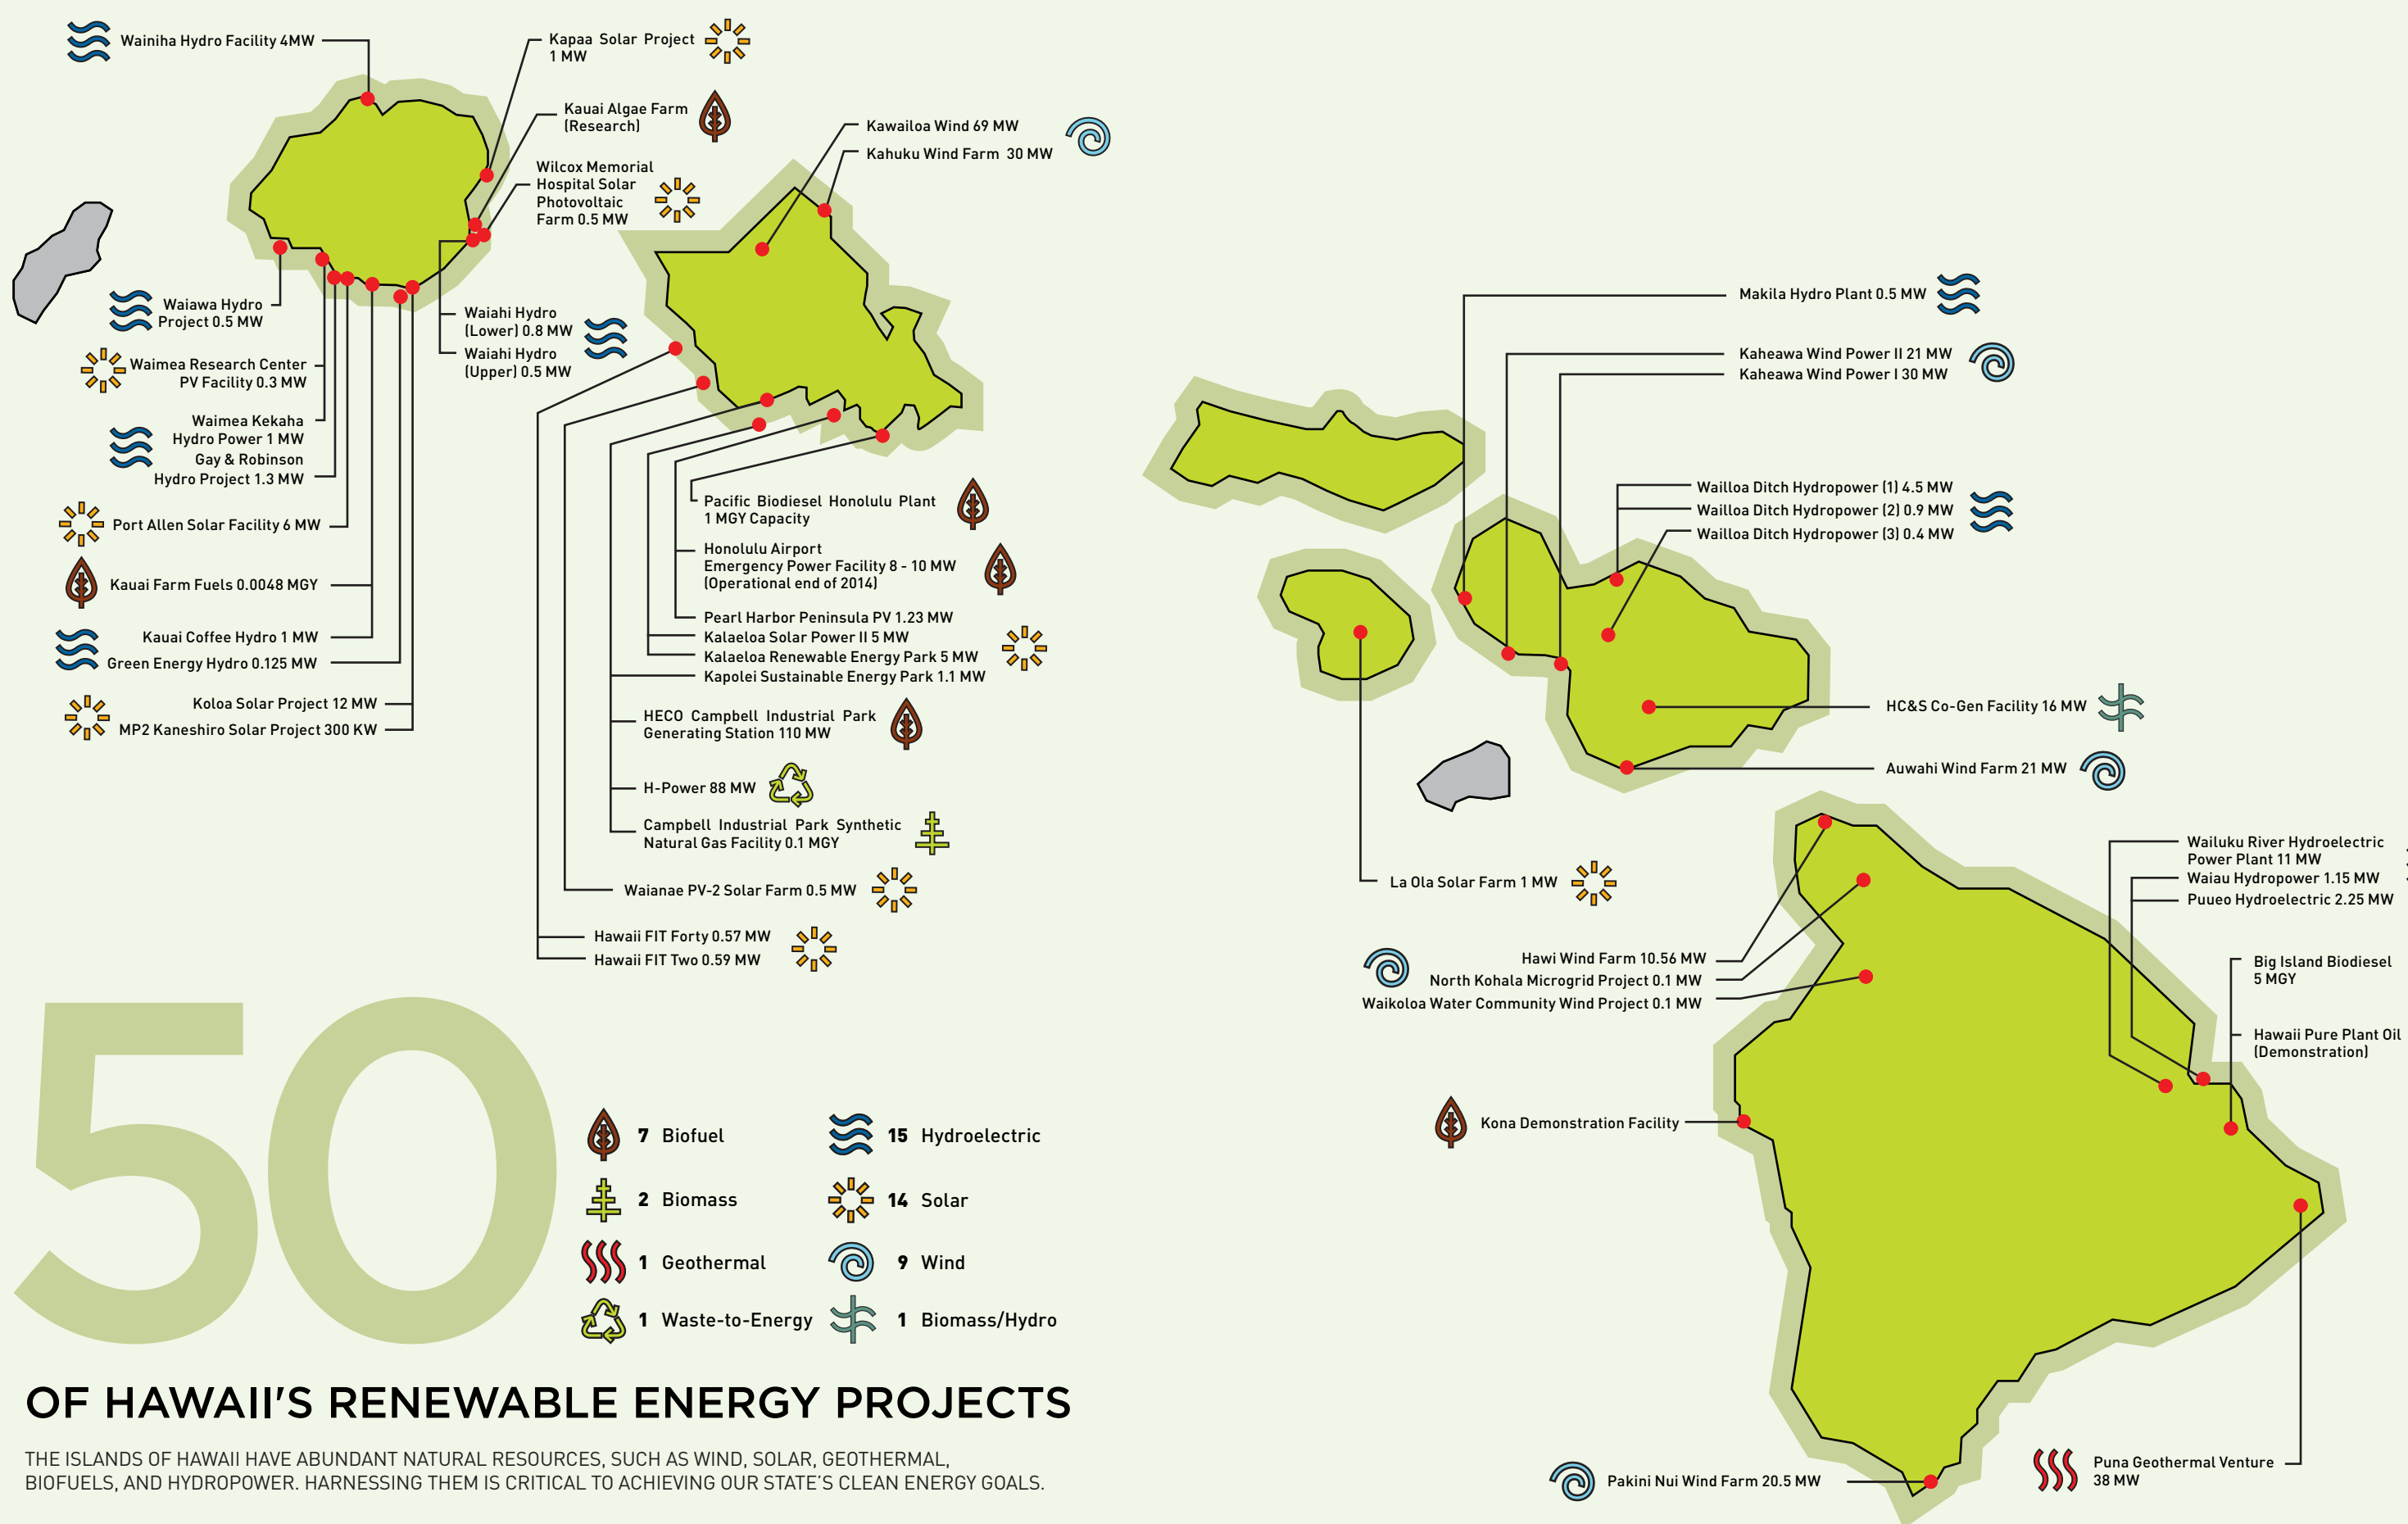 Wainiha Hydro Facility 4MW
Kapaa Solar Project
1 MW
Kauai Algae Farm
(Research)
Wilcox Memorial
Hospital Solar
Photovoltaic
Farm 0.5 MW
Kawailoa Wind 69 MW
Kahuku Wind Farm 30 MW
Waiawa Hydro
Project 0.5 MW
Waimea Research Center
PV Facility 0.3 MW
Waimea Kekaha
Hydro Power 1 MW
Gay & Robinson
Hydro Project 1.3 MW
Port Allen Solar Facility 6 MW
Kauai Farm Fuels 0.0048 MGY
Kauai Coffee Hydro 1 MW
Green Energy Hydro 0.125 MW
Koloa Solar Project 12 MW
MP2 Kaneshiro Solar Project 300 KW
Waiahi Hydro
(Lower) 0.8 MW
Waiahi Hydro
(Upper) 0.5 MW
Pacific Biodiesel Honolulu Plant
1 MGY Capacity
Honolulu Airport
Emergency Power Facility 8 - 10 MW
(Operational end of 2014)
Pearl Harbor Peninsula PV 1.23 MW
Kalaeloa Solar Power II 5 MW
Kalaeloa Renewable Energy Park 5 MW
Kapolei Sustainable Energy Park 1.1 MW
HECO Campbell Industrial Park
Generating Station 110 MW
H-Power 88 MW
Campbell Industrial Park Synthetic
Natural Gas Facility 0.1 MGY
Waianae PV-2 Solar Farm 0.5 MW
Hawaii FIT Forty 0.57 MW
Hawaii FIT Two 0.59 MW
Makila Hydro Plant 0.5 MW
Kaheawa Wind Power II 21 MW
Kaheawa Wind Power I 30 MW
Wailloa Ditch Hydropower (1) 4.5 MW
Wailloa Ditch Hydropower (2) 0.9 MW
Wailloa Ditch Hydropower (3) 0.4 MW
HC&S Co-Gen Facility 16 MW
Auwahi Wind Farm 21 MW
La Ola Solar Farm 1 MW
Wailuku River Hydroelectric
Power Plant 11 MW
Waiau Hydropower 1.15 MW
Puueo Hydroelectric 2.25 MW
Hawi Wind Farm 10.56 MW
North Kohala Microgrid Project 0.1 MW
Waikoloa Water Community Wind Project 0.1 MW
Big Island Biodiesel
5 MGY
Hawaii Pure Plant Oil
(Demonstration)
Kona Demonstration Facility
Puna Geothermal Venture
38 MW
Pakini Nui Wind Farm 20.5 MW
50
7 Biofuel
15 Hydroelectric
2 Biomass
14 Solar
1 Geothermal
9 Wind
1 Waste-to-Energy
1 Biomass/Hydro
OF HAWAII'S RENEWABLE ENERGY PROJECTS
THE ISLANDS OF HAWAII HAVE ABUNDANT NATURAL RESOURCES, SUCH AS WIND, SOLAR, GEOTHERMAL,
BIOFUELS, AND HYDROPOWER. HARNESSING THEM IS CRITICAL TO ACHIEVING OUR STATE'S CLEAN ENERGY GOALS.